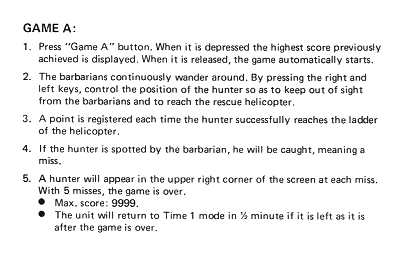 GAME A:
1. Press "Game A" button. When it is depressed the highest score previously
achieved is displayed. When it is released, the game automatically starts.
2. The barbarians continuously wander around. By pressing the right and
left keys, control the position of the hunter so as to keep out of sight
from the barbarians and to reach the rescue helicopter.
3. A point is registered each time the hunter successfully reaches the ladder
of the helicopter.
4. If the hunter is spotted by the barbarian, he will be caught, meaning a
miss.
5. A hunter will appear in the upper right corner of the screen at each miss.
With 5 misses, the game is over.
● Max. score: 9999.
● The unit will return to Time 1 mode in ½ minute if it is left as it is
after the game is over.